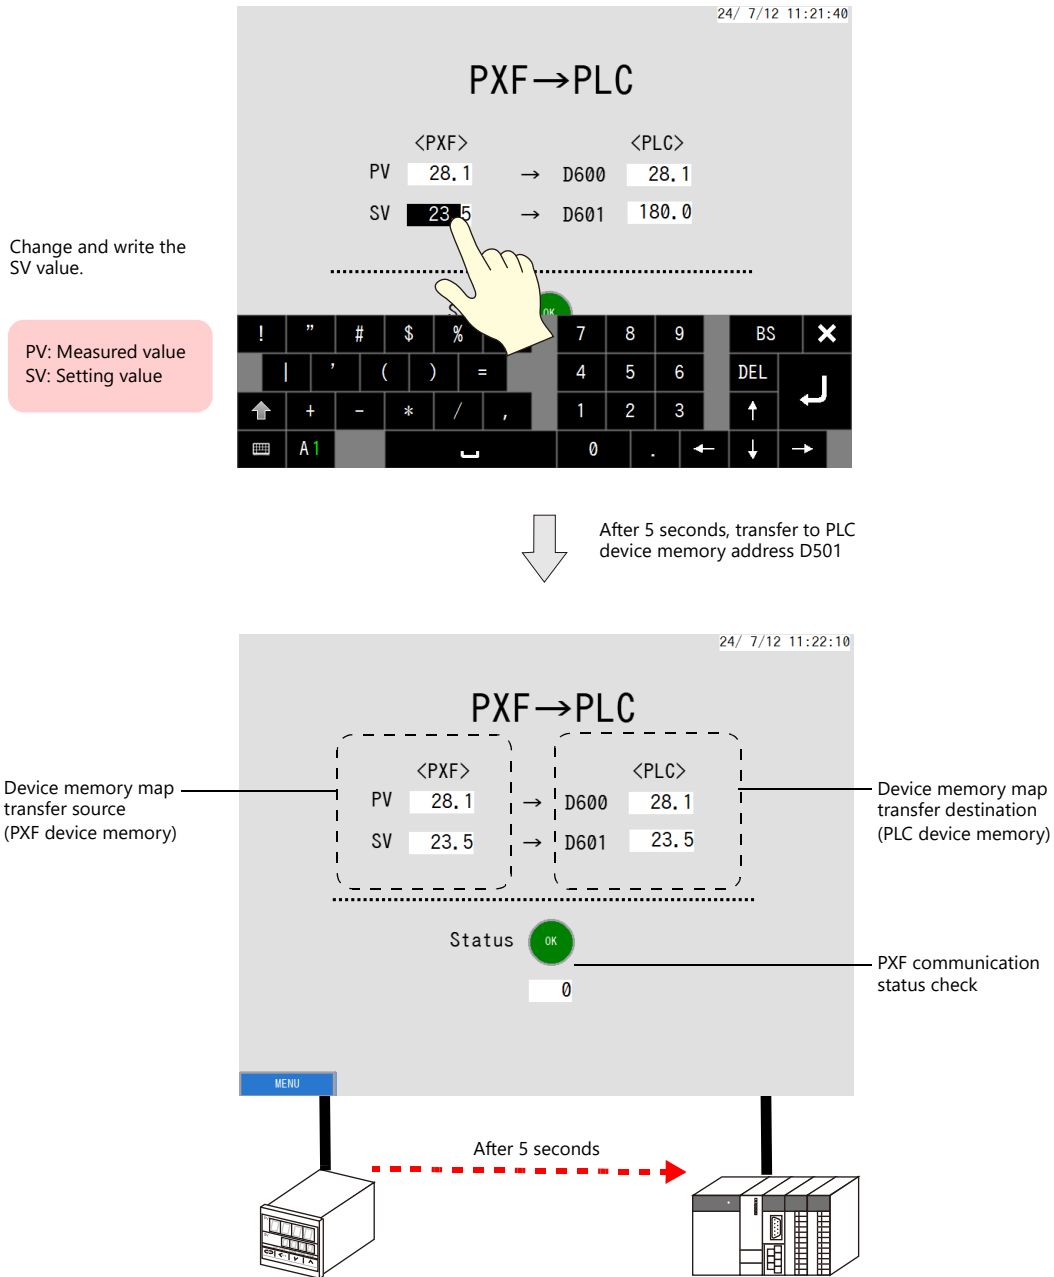 24/ 7/12 11:21:40
PXF→PLC
<PXF> <PLC>
PV 28.1 → D600 28.1
SV 23.5 → D601 180.0
Change and write the
SV value.
PV: Measured value
SV: Setting value
S OK
! " # $ % 7 8 9 BS ×
| ' ( ) = 4 5 6 DEL
+ - * / , 1 2 3 ↑
A1 0 . ← ↓ →
After 5 seconds, transfer to PLC
device memory address D501
24/ 7/12 11:22:10
PXF→PLC
<PXF> <PLC>
PV 28.1 → D600 28.1
SV 23.5 → D601 23.5
Device memory map
transfer source
(PXF device memory)
Device memory map
transfer destination
(PLC device memory)
Status OK
0
PXF communication
status check
MENU
After 5 seconds